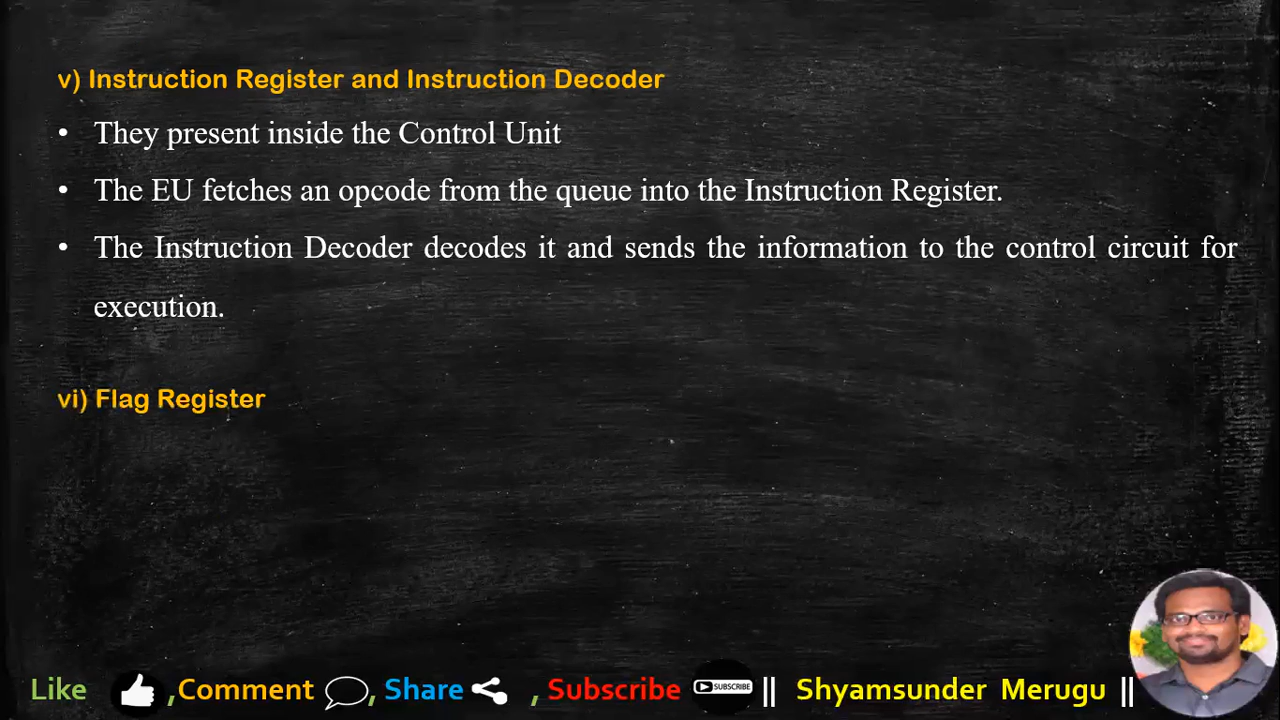 v) Instruction Register and Instruction Decoder
• They present inside the Control Unit
• The EU fetches an opcode from the queue into the Instruction Register.
• The Instruction Decoder decodes it and sends the information to the control circuit for
execution.
vi) Flag Register
Like , Comment , Share , Subscribe SUBSCRIBE || Shyamsunder Merugu ||